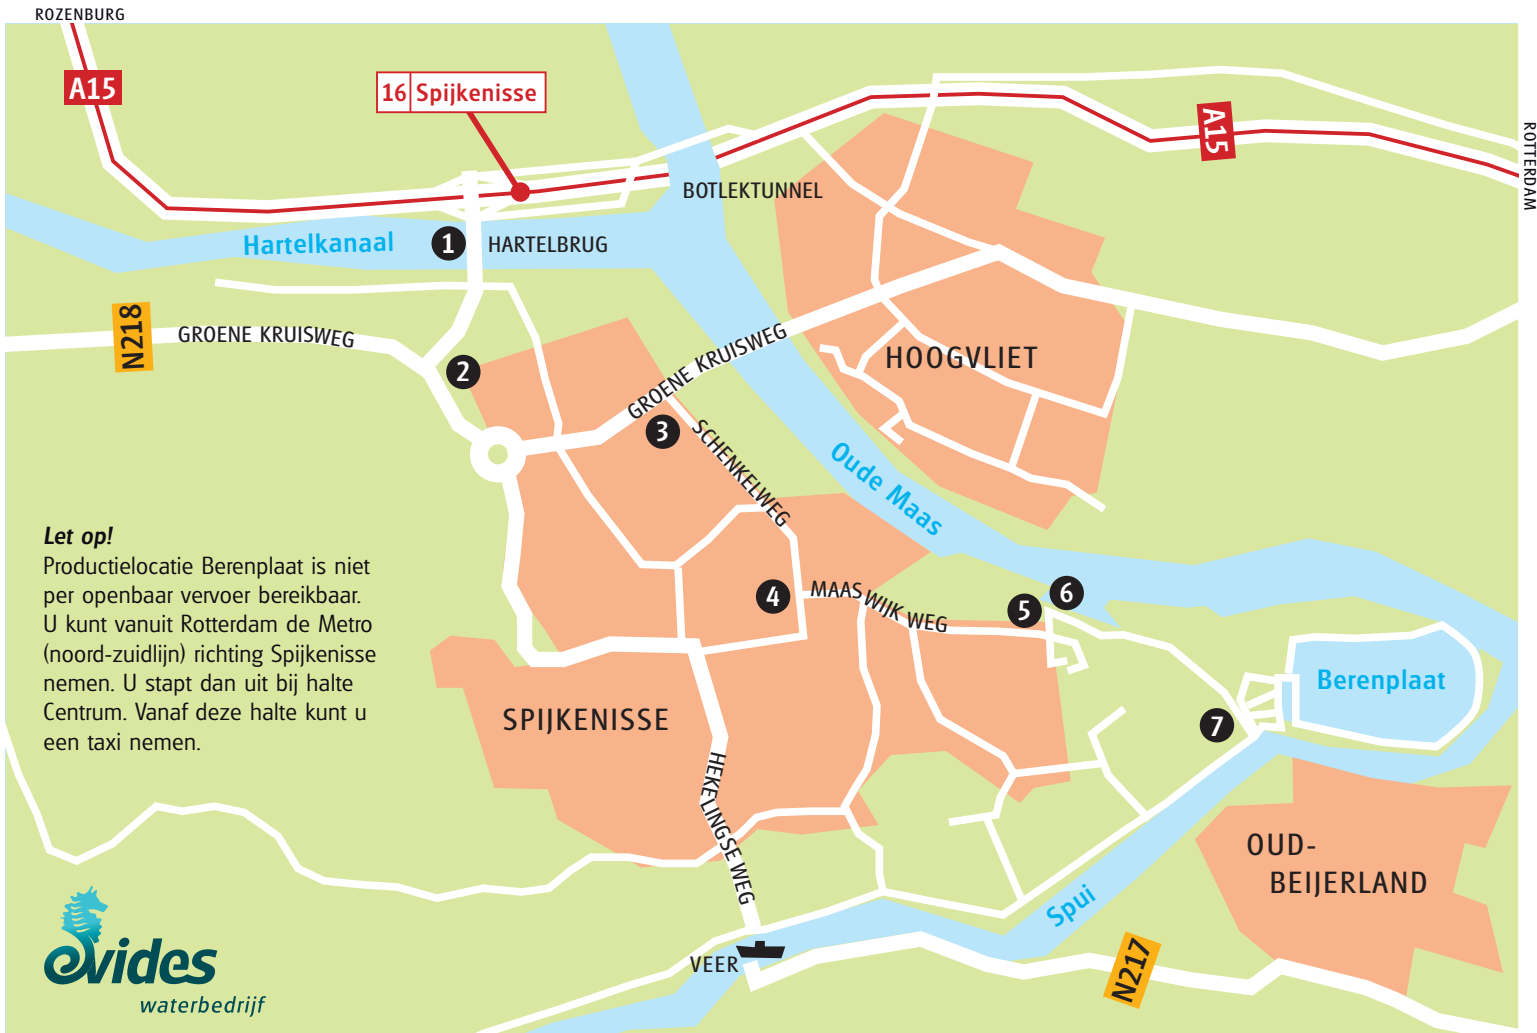 ROZENBURG
A15
16 Spijkenisse
A15
ROTTERDAM
BOTLEKTUNNEL
Hartelkanaal
1
HARTELBRUG
N218
GROENE KRUISWEG
GROENE KRUISWEG
HOOGVLIET
2
3
SCHENKELWEG
Oude Maas
Let op!
Productielocatie Berenplaat is niet
per openbaar vervoer bereikbaar.
U kunt vanuit Rotterdam de Metro
(noord-zuidlijn) richting Spijkenisse
nemen. U stapt dan uit bij halte
Centrum. Vanaf deze halte kunt u
een taxi nemen.
4
MAASWIJKWEG
5
6
Berenplaat
SPIJKENISSE
7
HEKELINGSEWEG
OUD-
BEIJERLAND
Spui
VEER
N217
evides
waterbedrijf